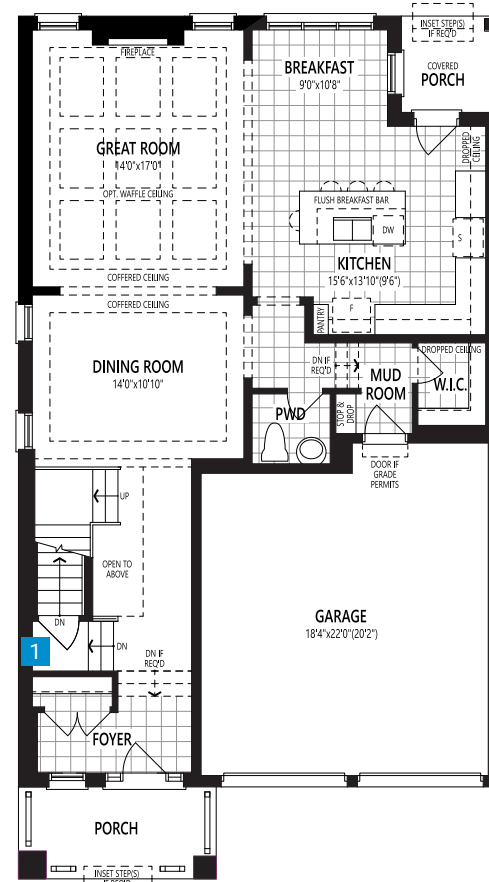 INSET STEP(S)
IF REQ'D
COVERED
PORCH
FIREPLACE
BREAKFAST
9'0"x10'8"
GREAT ROOM
14'0"x17'0"
DROPPED
CEILING
OPT. WAFFLE CEILING
FLUSH BREAKFAST BAR
DW
S
KITCHEN
15'6"x13'10"(9'6")
COFFERED CEILING
COFFERED CEILING
PANTRY
F
DROPPED CEILING
DINING ROOM
14'0"x10'10"
DN IF
REQ'D
MUD
ROOM
W.I.C.
STOP &
DROP
PWD
DOOR IF
GRADE
PERMITS
UP
OPEN TO
ABOVE
DN
GARAGE
18'4"x22'0"(20'2")
1
DN
DN IF
REQ'D
FOYER
PORCH
INSET STEP(S)
IF REQ'D